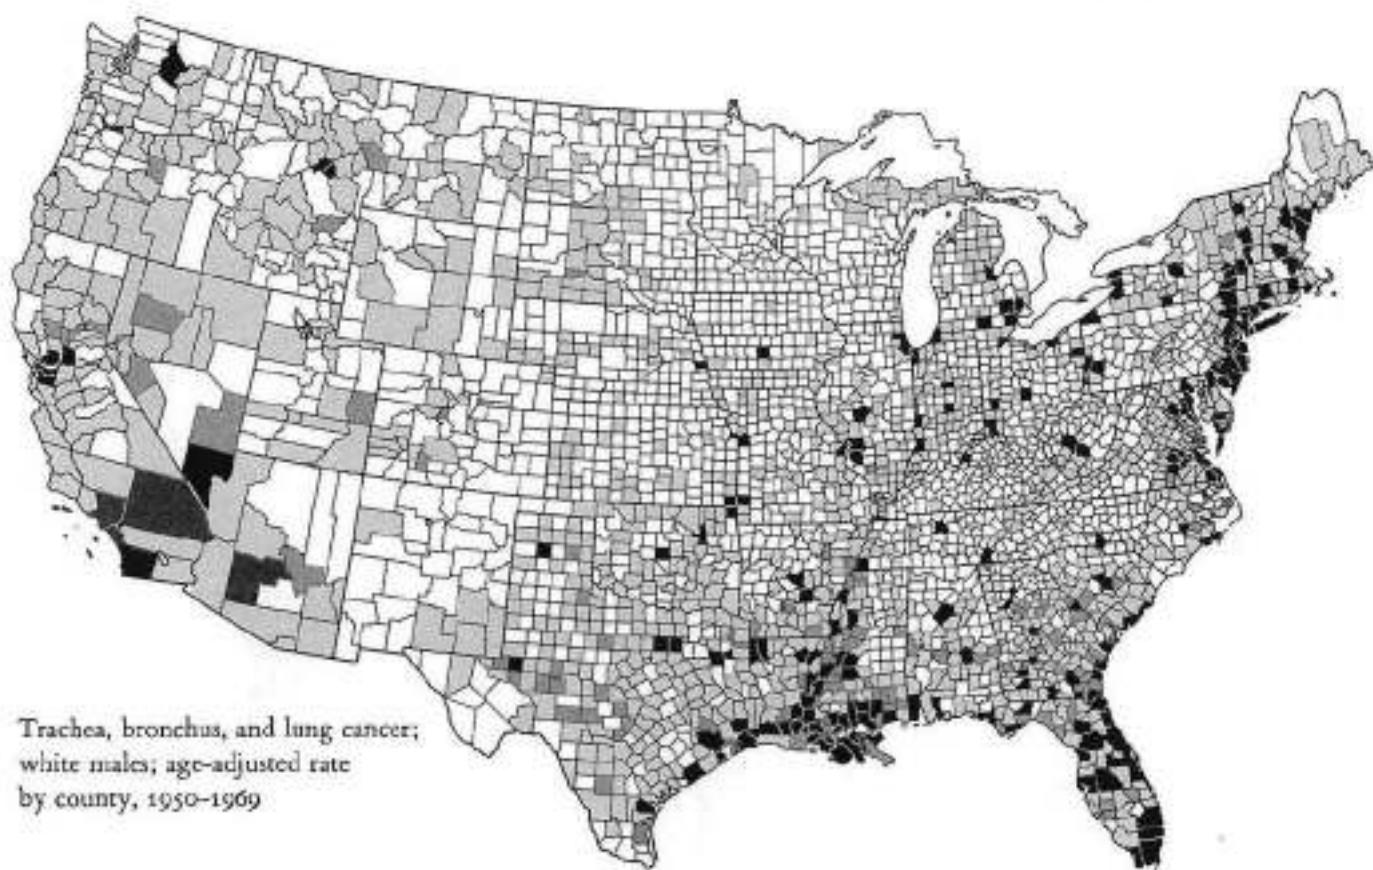 Trachea, bronchus, and lung cancer;
white males; age-adjusted rate
by county, 1950–1969